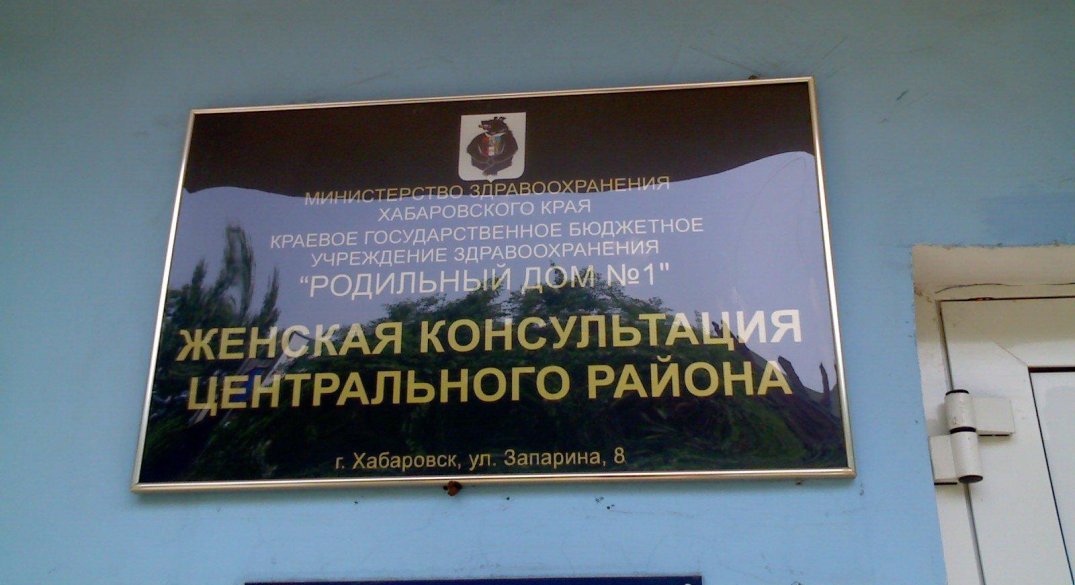 МИНИСТЕРСТВО ЗДРАВООХРАНЕНИЯ
ХАБАРОВСКОГО КРАЯ
КРАЕВОЕ ГОСУДАРСТВЕННОЕ БЮДЖЕТНОЕ
УЧРЕЖДЕНИЕ ЗДРАВООХРАНЕНИЯ
"РОДИЛЬНЫЙ ДОМ №1"
ЖЕНСКАЯ КОНСУЛЬТАЦИЯ
ЦЕНТРАЛЬНОГО РАЙОНА
г. Хабаровск, ул. Запарина, 8